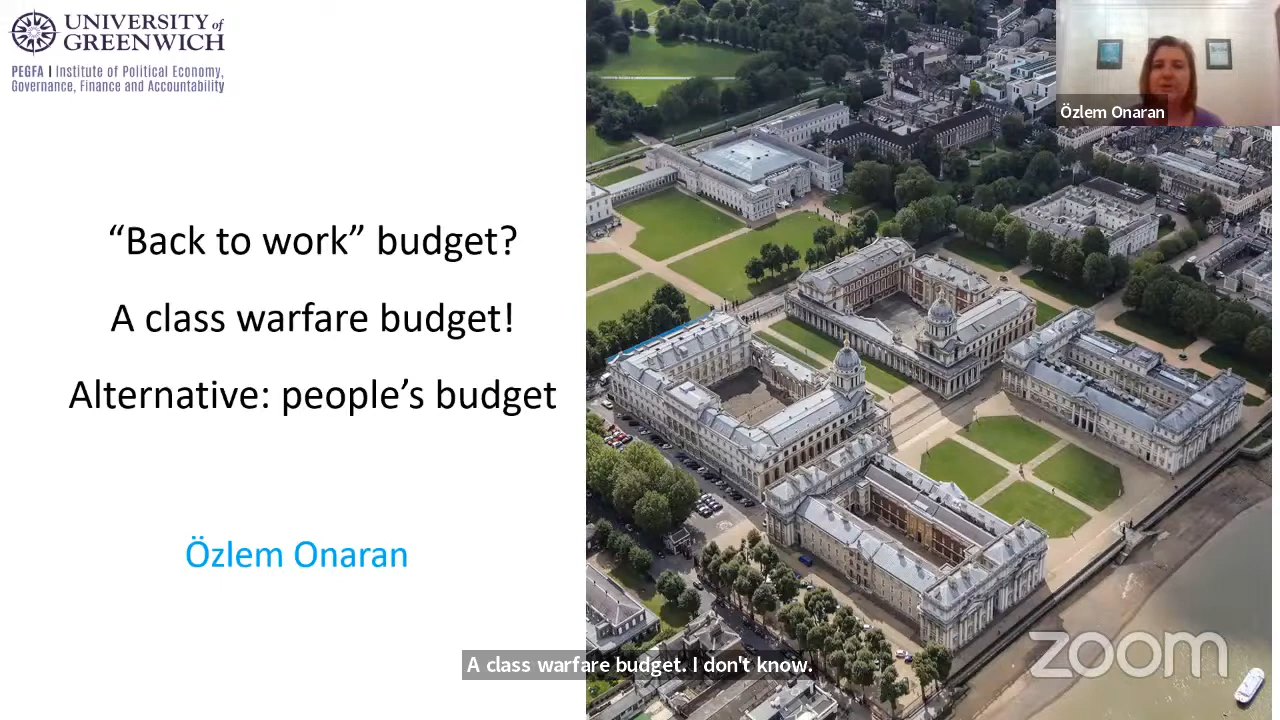 UNIVERSITY of
GREENWICH
PEGFA | Institute of Political Economy,
Governance, Finance and Accountability
Özlem Onaran
“Back to work” budget?
A class warfare budget!
Alternative: people’s budget
Özlem Onaran
zoom
A class warfare budget. I don't know.